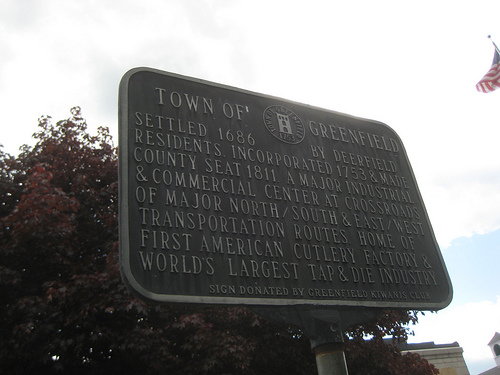 TOWN OF GREENFIELD
SETTLED 1686 BY DEERFIELD
RESIDENTS. INCORPORATED 1753 & MADE
COUNTY SEAT 1811. A MAJOR INDUSTRIAL
& COMMERCIAL CENTER AT CROSSROADS
OF MAJOR NORTH/SOUTH & EAST/WEST
TRANSPORTATION ROUTES. HOME OF
FIRST AMERICAN CUTLERY FACTORY &
WORLD'S LARGEST TAP & DIE INDUSTRY
SIGN DONATED BY GREENFIELD KIWANIS CLUB